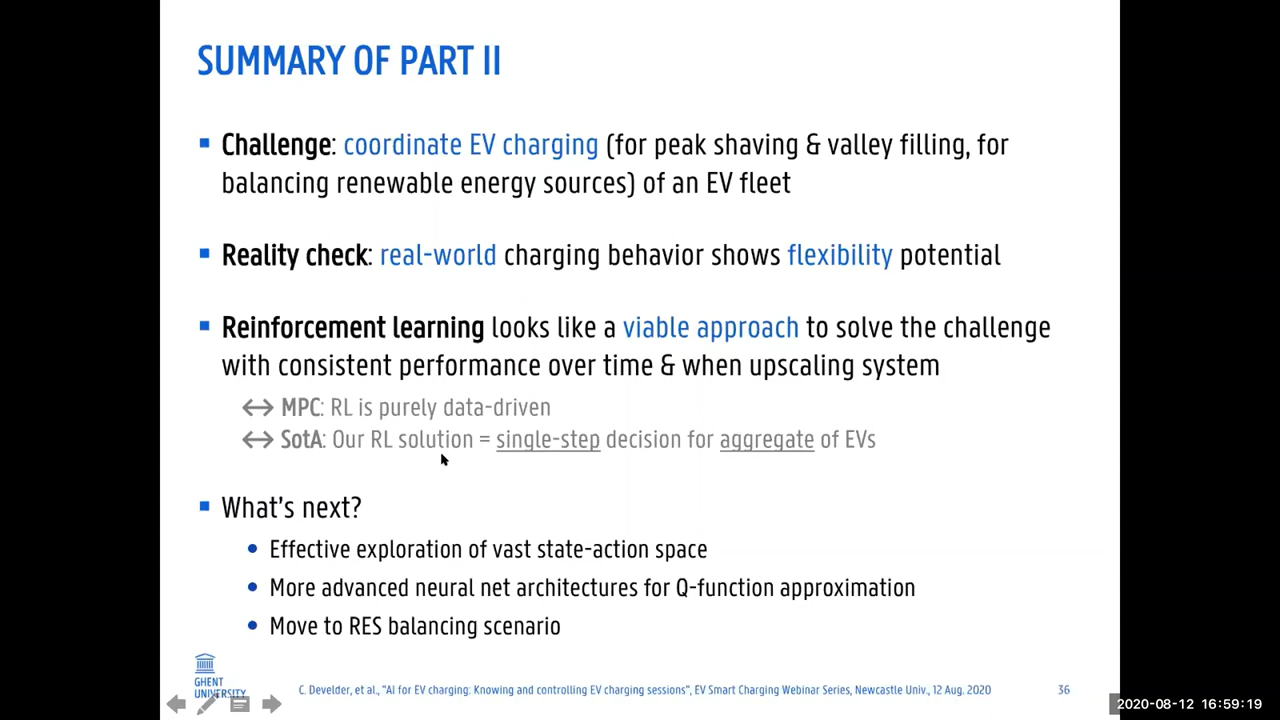 SUMMARY OF PART II
▪ Challenge: coordinate EV charging (for peak shaving & valley filling, for
balancing renewable energy sources) of an EV fleet
▪ Reality check: real-world charging behavior shows flexibility potential
▪ Reinforcement learning looks like a viable approach to solve the challenge
with consistent performance over time & when upscaling system
↔ MPC: RL is purely data-driven
↔ SotA: Our RL solution = single-step decision for aggregate of EVs
▪ What's next?
• Effective exploration of vast state-action space
• More advanced neural net architectures for Q-function approximation
• Move to RES balancing scenario
GHENT
UNIVERSITY
C. Develder, et al., "AI for EV charging: Knowing and controlling EV charging sessions", EV Smart Charging Webinar Series, Newcastle Univ., 12 Aug. 2020
36
2020-08-12 16:59:19